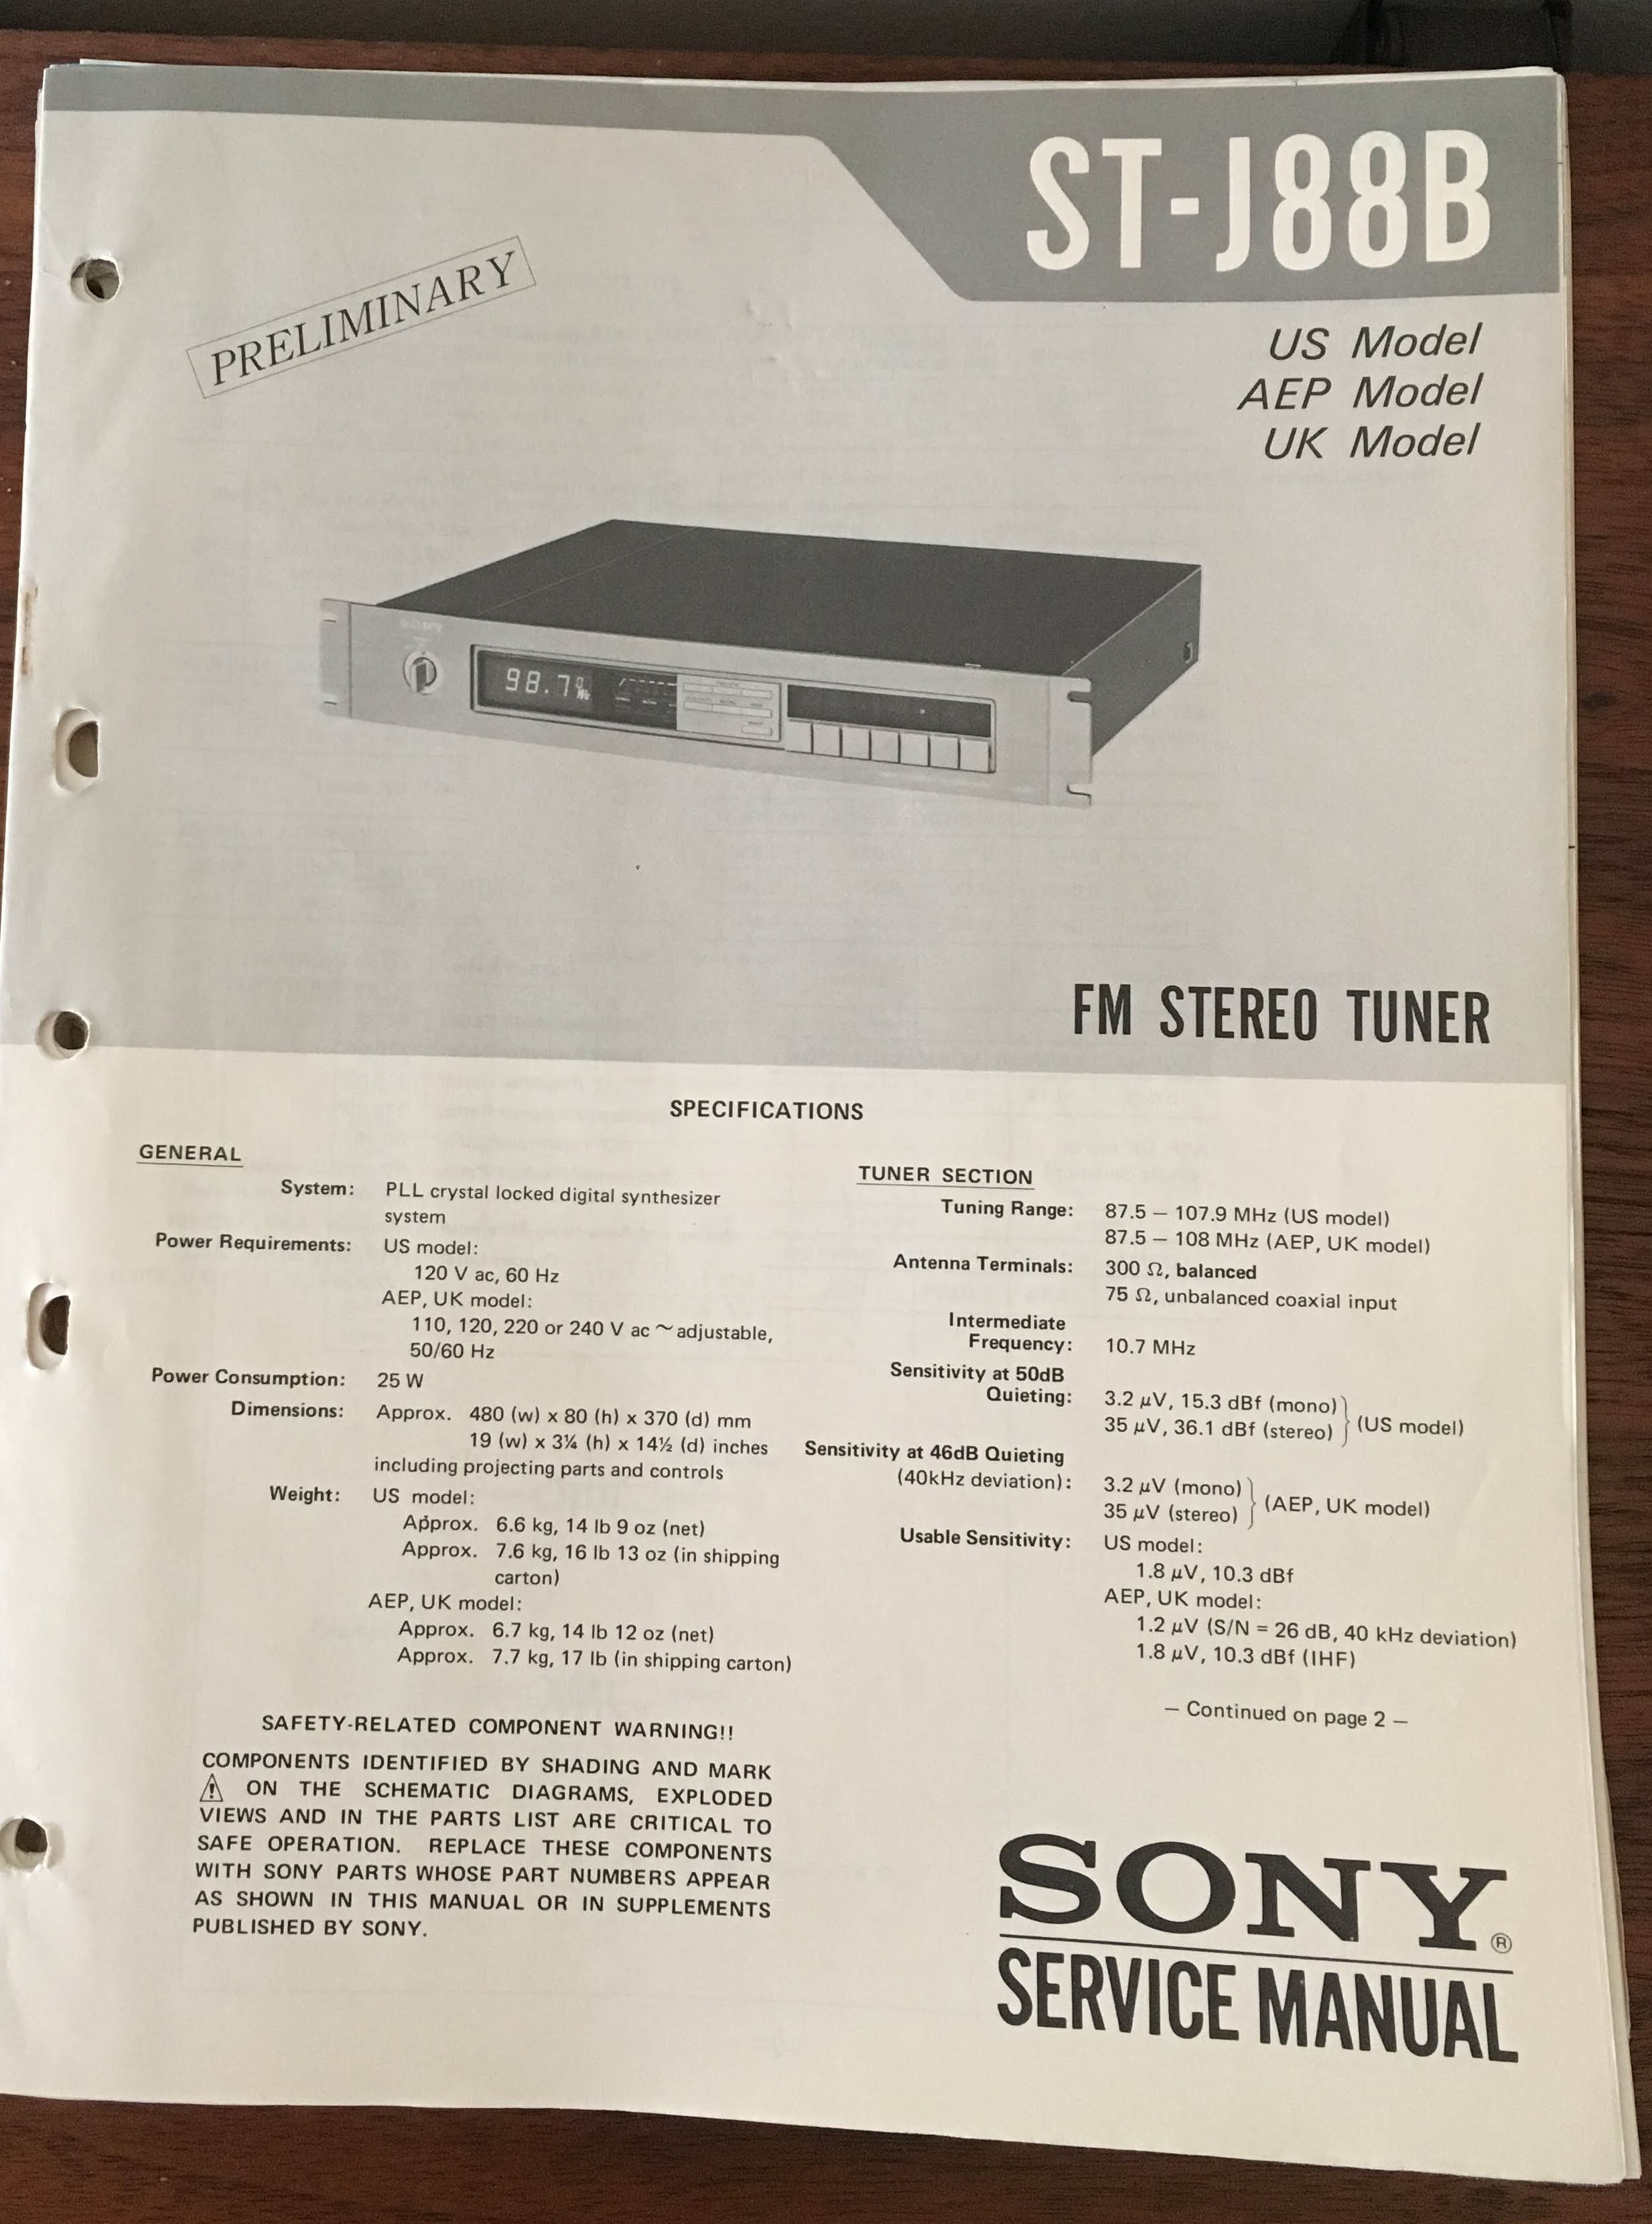 ST-J88B
PRELIMINARY
US Model
AEP Model
UK Model
98.70 MHz
FM STEREO TUNER
SPECIFICATIONS
GENERAL
System: PLL crystal locked digital synthesizer
system
Power Requirements: US model:
120 V ac, 60 Hz
AEP, UK model:
110, 120, 220 or 240 V ac ~ adjustable,
50/60 Hz
Power Consumption: 25 W
Dimensions: Approx. 480 (w) x 80 (h) x 370 (d) mm
19 (w) x 3¼ (h) x 14½ (d) inches
including projecting parts and controls
Weight: US model:
Approx. 6.6 kg, 14 lb 9 oz (net)
Approx. 7.6 kg, 16 lb 13 oz (in shipping
carton)
AEP, UK model:
Approx. 6.7 kg, 14 lb 12 oz (net)
Approx. 7.7 kg, 17 lb (in shipping carton)
SAFETY-RELATED COMPONENT WARNING!!
COMPONENTS IDENTIFIED BY SHADING AND MARK
⚠ ON THE SCHEMATIC DIAGRAMS, EXPLODED
VIEWS AND IN THE PARTS LIST ARE CRITICAL TO
SAFE OPERATION. REPLACE THESE COMPONENTS
WITH SONY PARTS WHOSE PART NUMBERS APPEAR
AS SHOWN IN THIS MANUAL OR IN SUPPLEMENTS
PUBLISHED BY SONY.
TUNER SECTION
Tuning Range: 87.5 – 107.9 MHz (US model)
87.5 – 108 MHz (AEP, UK model)
Antenna Terminals: 300 Ω, balanced
75 Ω, unbalanced coaxial input
Intermediate
Frequency: 10.7 MHz
Sensitivity at 50dB
Quieting: 3.2 μV, 15.3 dBf (mono)
35 μV, 36.1 dBf (stereo) } (US model)
Sensitivity at 46dB Quieting
(40kHz deviation): 3.2 μV (mono)
35 μV (stereo) } (AEP, UK model)
Usable Sensitivity: US model:
1.8 μV, 10.3 dBf
AEP, UK model:
1.2 μV (S/N = 26 dB, 40 kHz deviation)
1.8 μV, 10.3 dBf (IHF)
– Continued on page 2 –
SONY®
SERVICE MANUAL